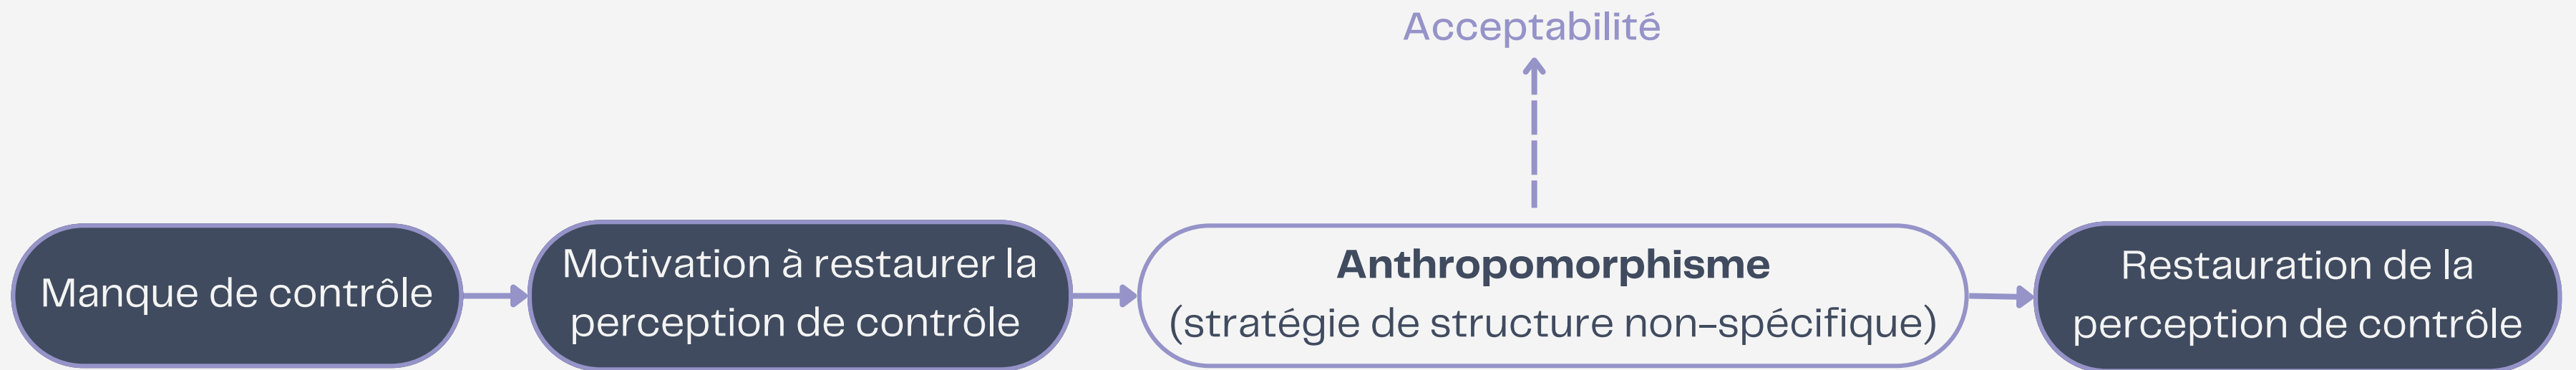 Acceptabilité
Manque de contrôle
Motivation à restaurer la
perception de contrôle
Anthropomorphisme
(stratégie de structure non-spécifique)
Restauration de la
perception de contrôle